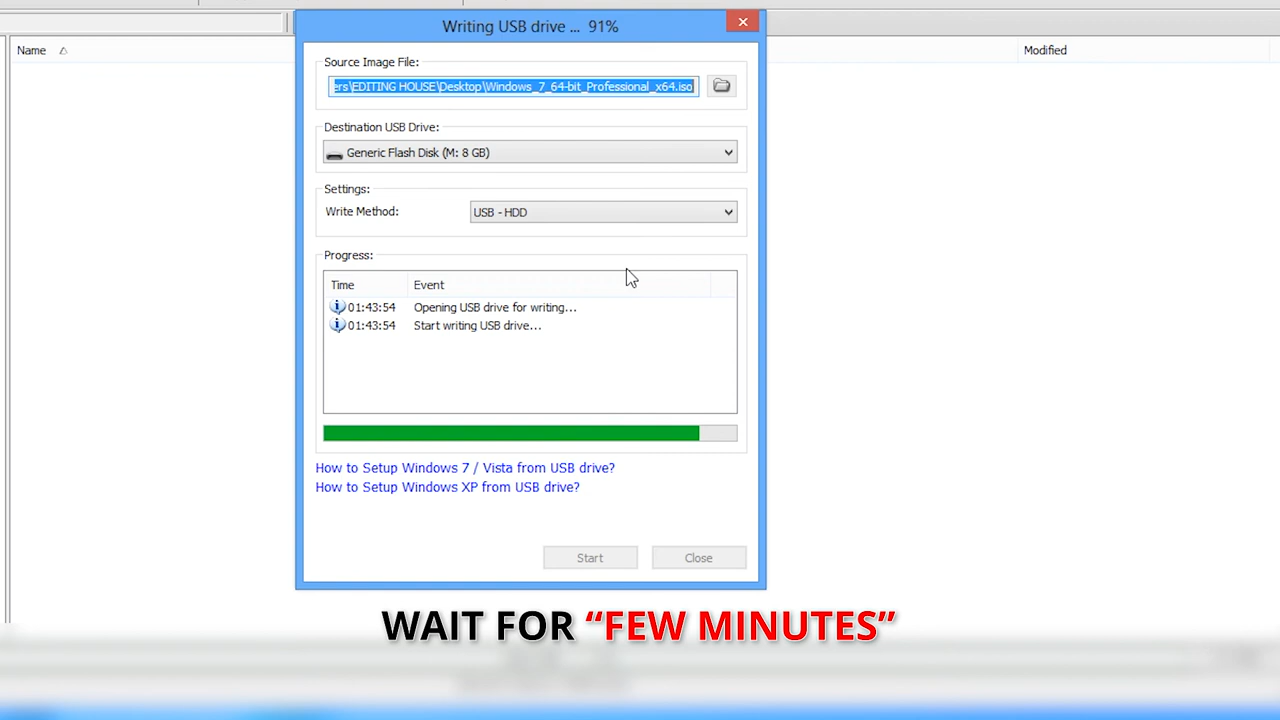 Writing USB drive ... 91%
Name
Modified
Source Image File:
ers\EDITING HOUSE\Desktop\Windows_7_64-bit_Professional_x64.iso
Destination USB Drive:
Generic Flash Disk (M: 8 GB)
Settings:
Write Method: USB - HDD
Progress:
Time Event
01:43:54 Opening USB drive for writing...
01:43:54 Start writing USB drive...
How to Setup Windows 7 / Vista from USB drive?
How to Setup Windows XP from USB drive?
Start Close
WAIT FOR “FEW MINUTES”